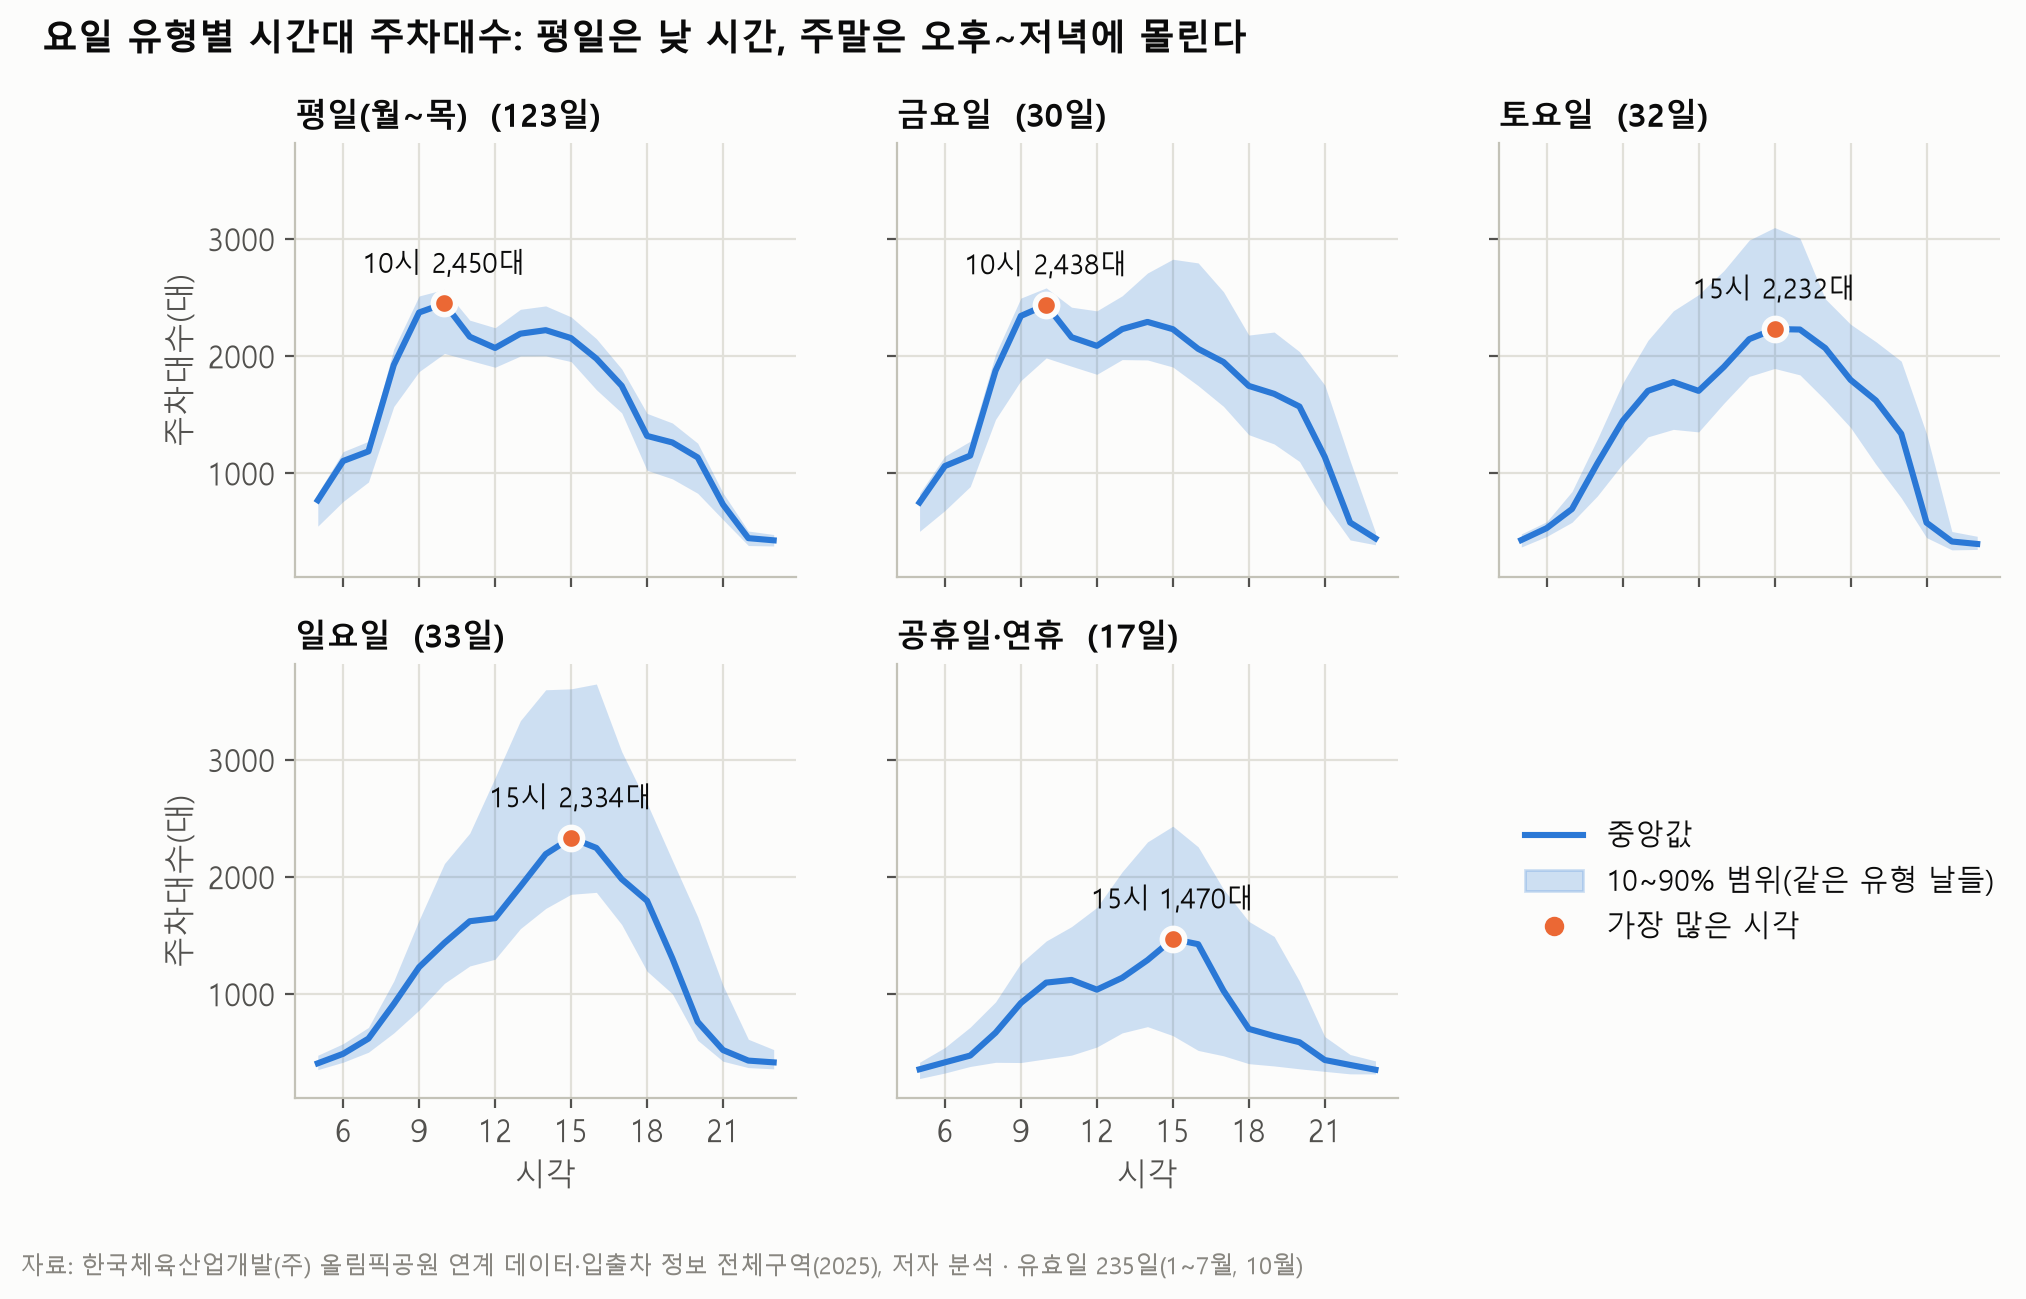 요일 유형별 시간대 주차대수: 평일은 낮 시간, 주말은 오후~저녁에 몰린다
평일(월~목) (123일)
금요일 (30일)
토요일 (32일)
주차대수(대)
3000
2000
1000
10시 2,450대
10시 2,438대
15시 2,232대
일요일 (33일)
공휴일·연휴 (17일)
주차대수(대)
3000
2000
1000
15시 2,334대
15시 1,470대
중앙값
10~90% 범위(같은 유형 날들)
가장 많은 시각
6 9 12 15 18 21
6 9 12 15 18 21
시각
시각
자료: 한국체육산업개발(주) 올림픽공원 연계 데이터·입출차 정보 전체구역(2025), 저자 분석 · 유효일 235일(1~7월, 10월)